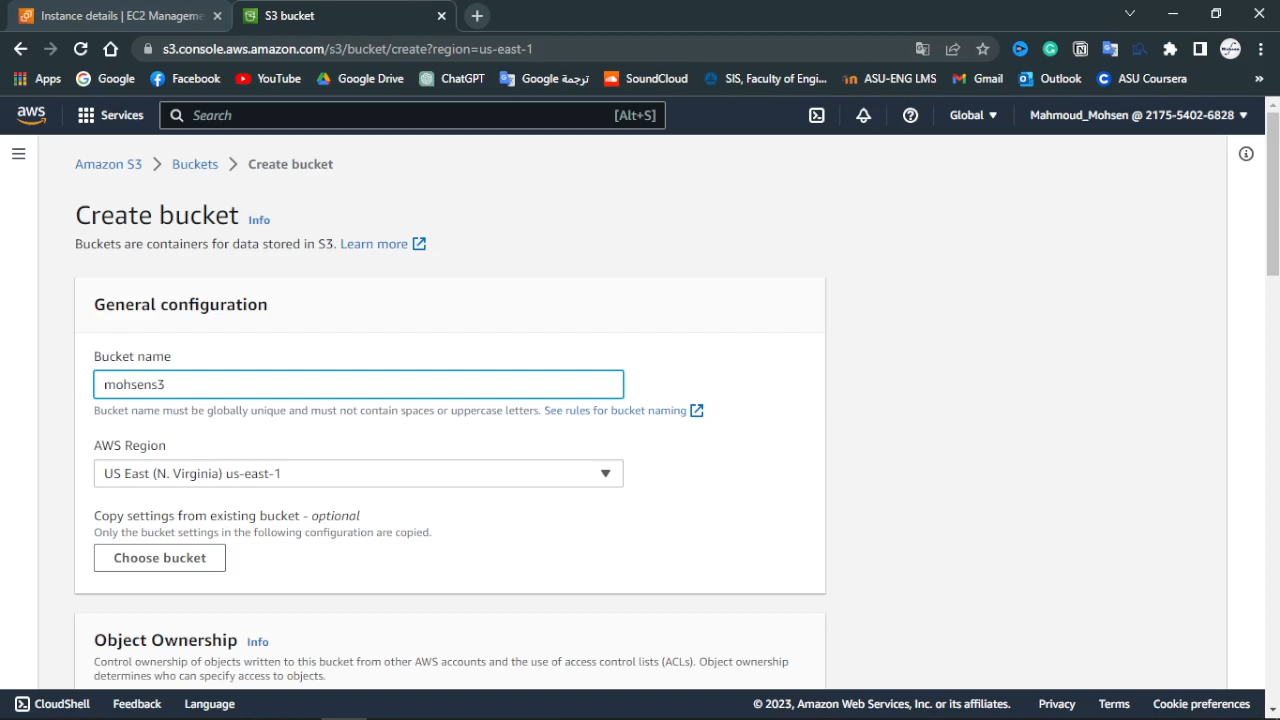 Instance details | EC2 Manageme
S3 bucket
s3.console.aws.amazon.com/s3/bucket/create?region=us-east-1
Apps Google Facebook YouTube Google Drive ChatGPT ترجمة Google SoundCloud SIS, Faculty of Engi... ASU-ENG LMS Gmail Outlook ASU Coursera »
aws Services Search [Alt+S] Global ▼ Mahmoud_Mohsen @ 2175-5402-6828 ▼
Amazon S3 > Buckets > Create bucket
Create bucket Info
Buckets are containers for data stored in S3. Learn more
General configuration
Bucket name
mohsens3
Bucket name must be globally unique and must not contain spaces or uppercase letters. See rules for bucket naming
AWS Region
US East (N. Virginia) us-east-1
Copy settings from existing bucket - optional
Only the bucket settings in the following configuration are copied.
Choose bucket
Object Ownership Info
Control ownership of objects written to this bucket from other AWS accounts and the use of access control lists (ACLs). Object ownership
determines who can specify access to objects.
CloudShell Feedback Language © 2023, Amazon Web Services, Inc. or its affiliates. Privacy Terms Cookie preferences